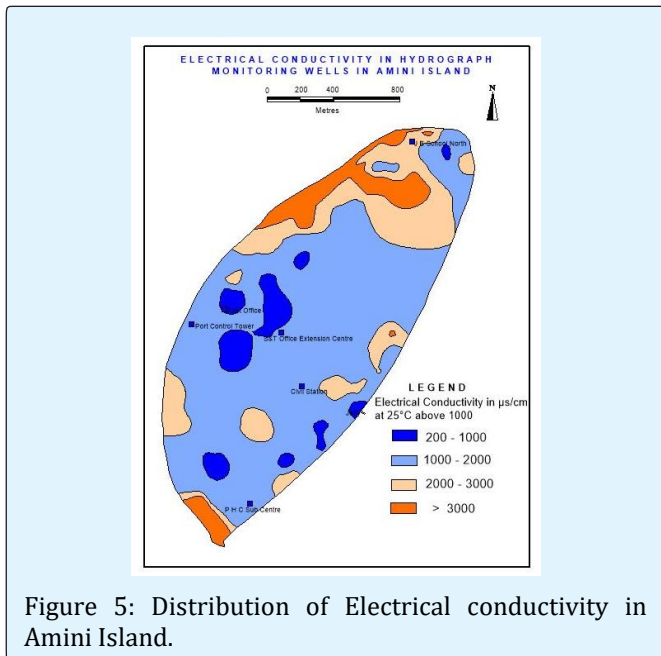 ELECTRICAL CONDUCTIVITY IN HYDROGRAPH
MONITORING WELLS IN AMINI ISLAND
0 200 400 800
Metres
N
J B School North
Office
Port Control Tower
S&T Office Extension Centre
Civil Station
P H C Sub Centre
LEGEND
Electrical Conductivity in µs/cm
at 25°C above 1000
200 - 1000
1000 - 2000
2000 - 3000
> 3000
Figure 5: Distribution of Electrical conductivity in
Amini Island.